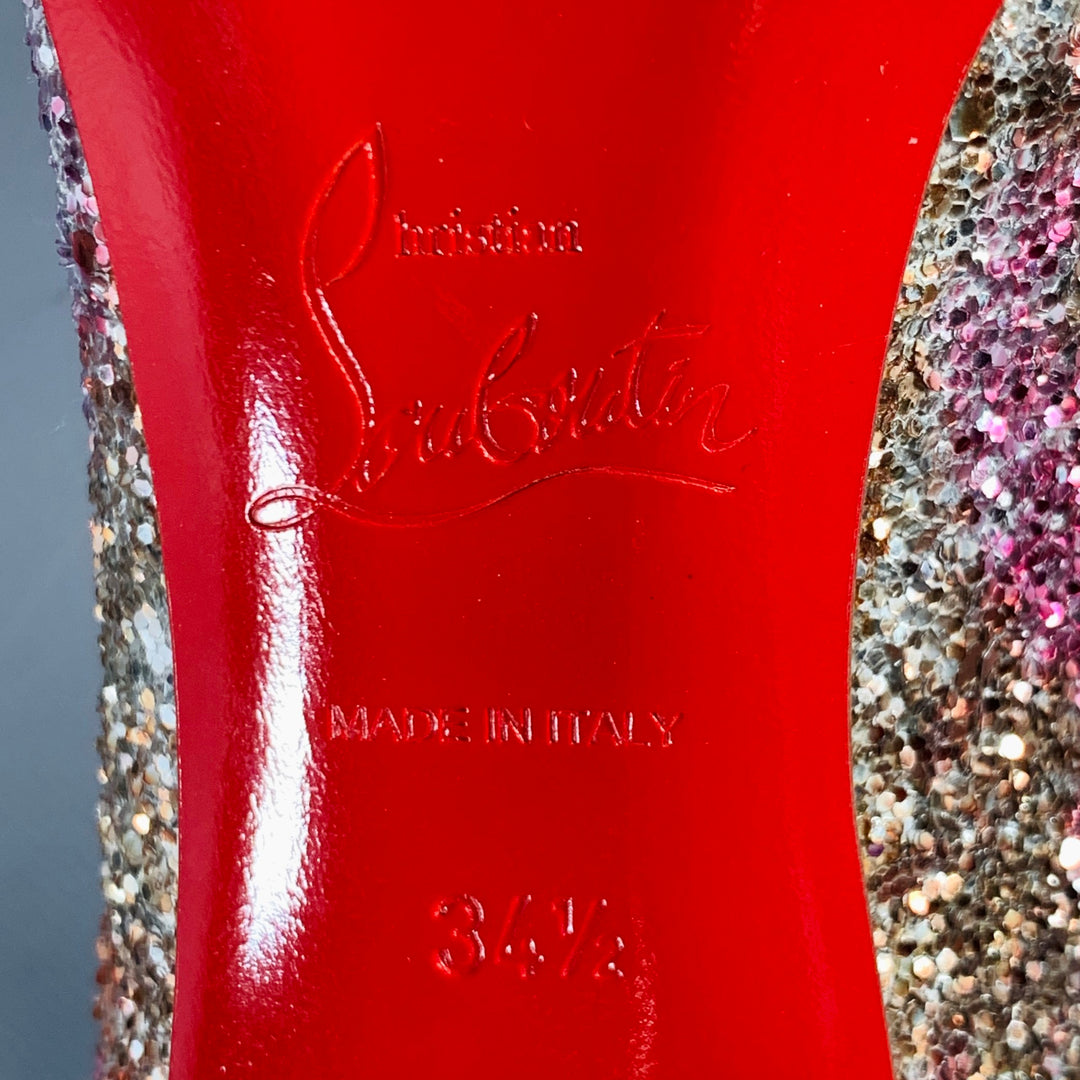 Christian
Louboutin
MADE IN ITALY
34½